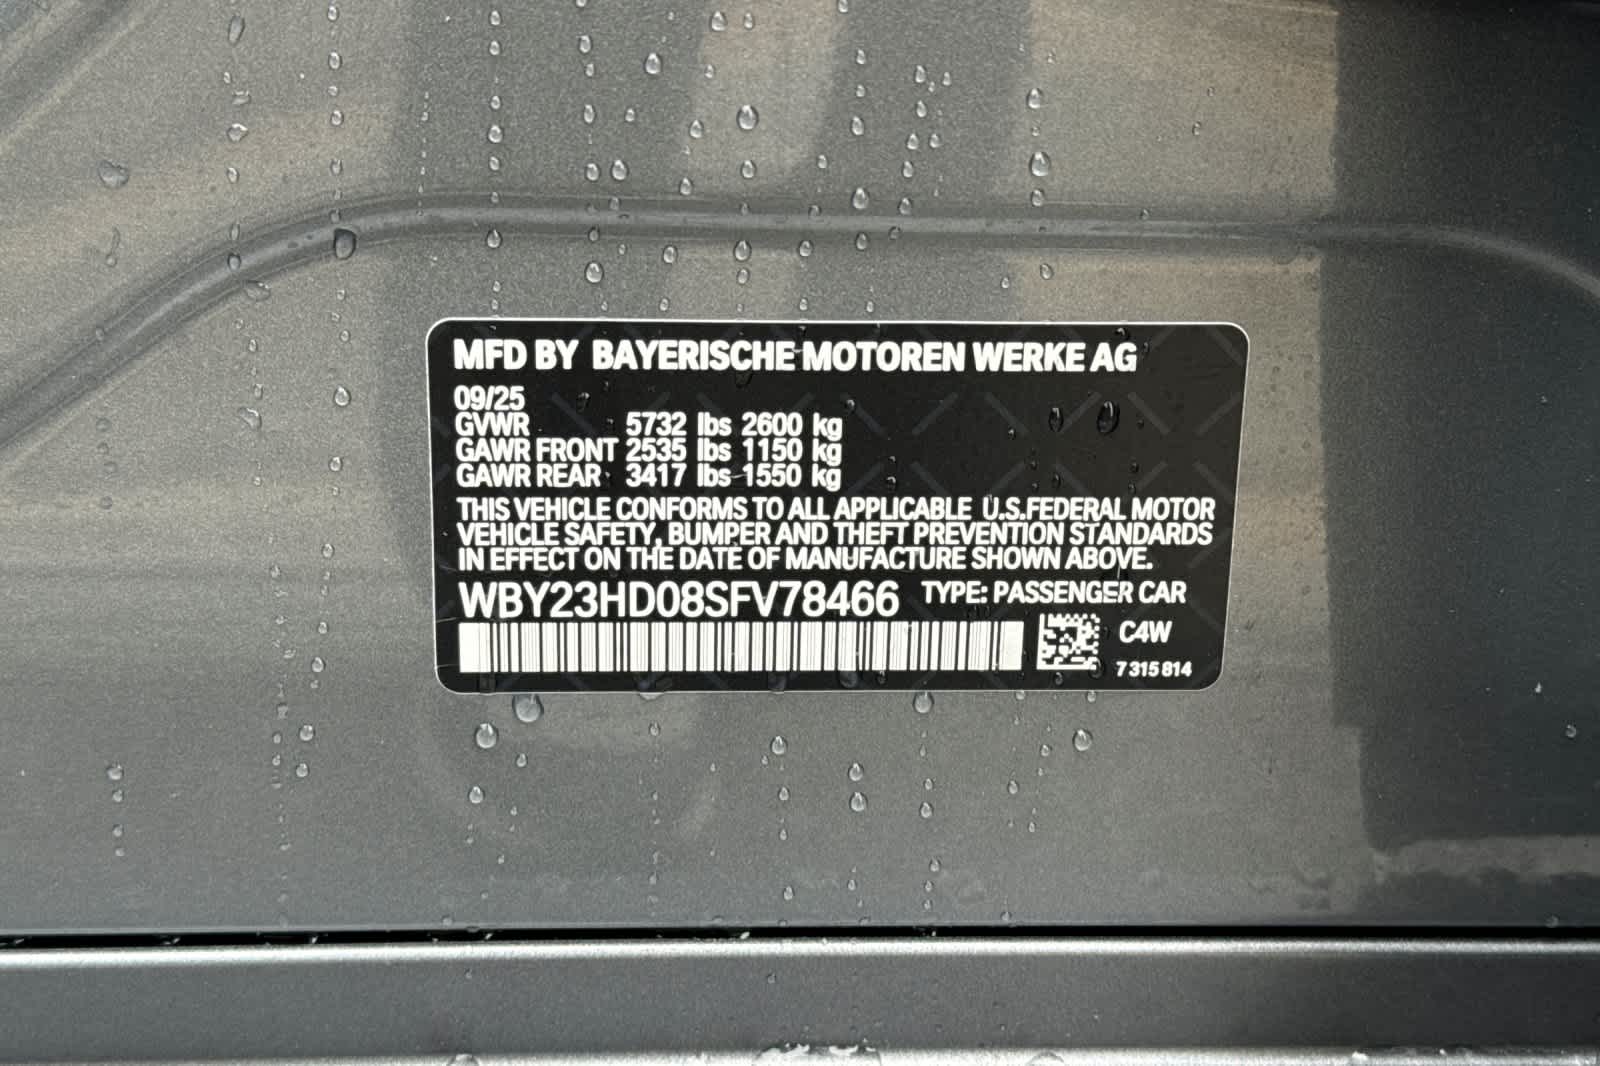 MFD BY BAYERISCHE MOTOREN WERKE AG
09/25
GVWR 5732 lbs 2600 kg
GAWR FRONT 2535 lbs 1150 kg
GAWR REAR 3417 lbs 1550 kg
THIS VEHICLE CONFORMS TO ALL APPLICABLE U.S.FEDERAL MOTOR
VEHICLE SAFETY, BUMPER AND THEFT PREVENTION STANDARDS
IN EFFECT ON THE DATE OF MANUFACTURE SHOWN ABOVE.
WBY23HD08SFV78466 TYPE: PASSENGER CAR
C4W
7 315 814